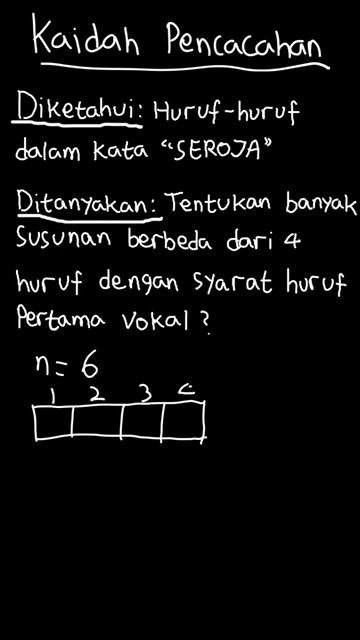 Kaidah Pencacahan
Diketahui: Huruf-huruf
dalam kata "SEROJA"
Ditanyakan: Tentukan banyak
susunan berbeda dari 4
huruf dengan syarat huruf
Pertama vokal?
n = 6
1 2 3 4